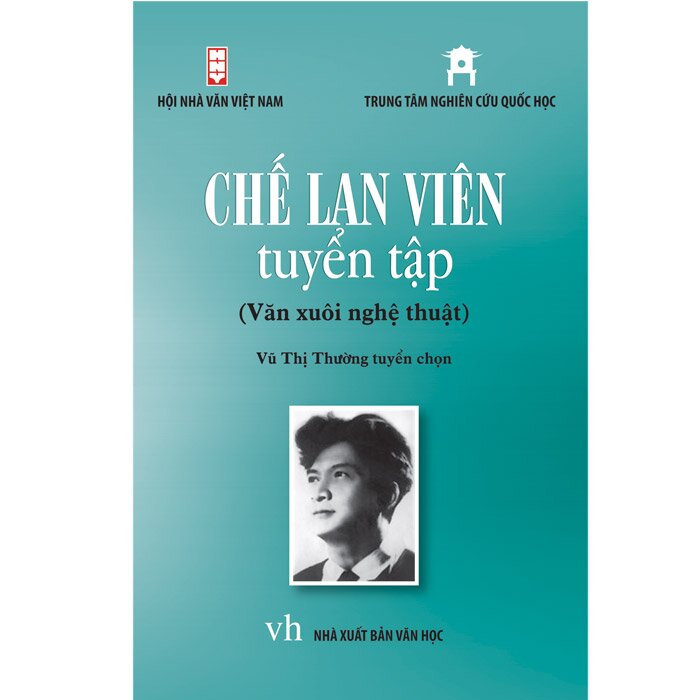 HNV
HỘI NHÀ VĂN VIỆT NAM
TRUNG TÂM NGHIÊN CỨU QUỐC HỌC
CHẾ LAN VIÊN
tuyển tập
(Văn xuôi nghệ thuật)
Vũ Thị Thường tuyển chọn
vh NHÀ XUẤT BẢN VĂN HỌC